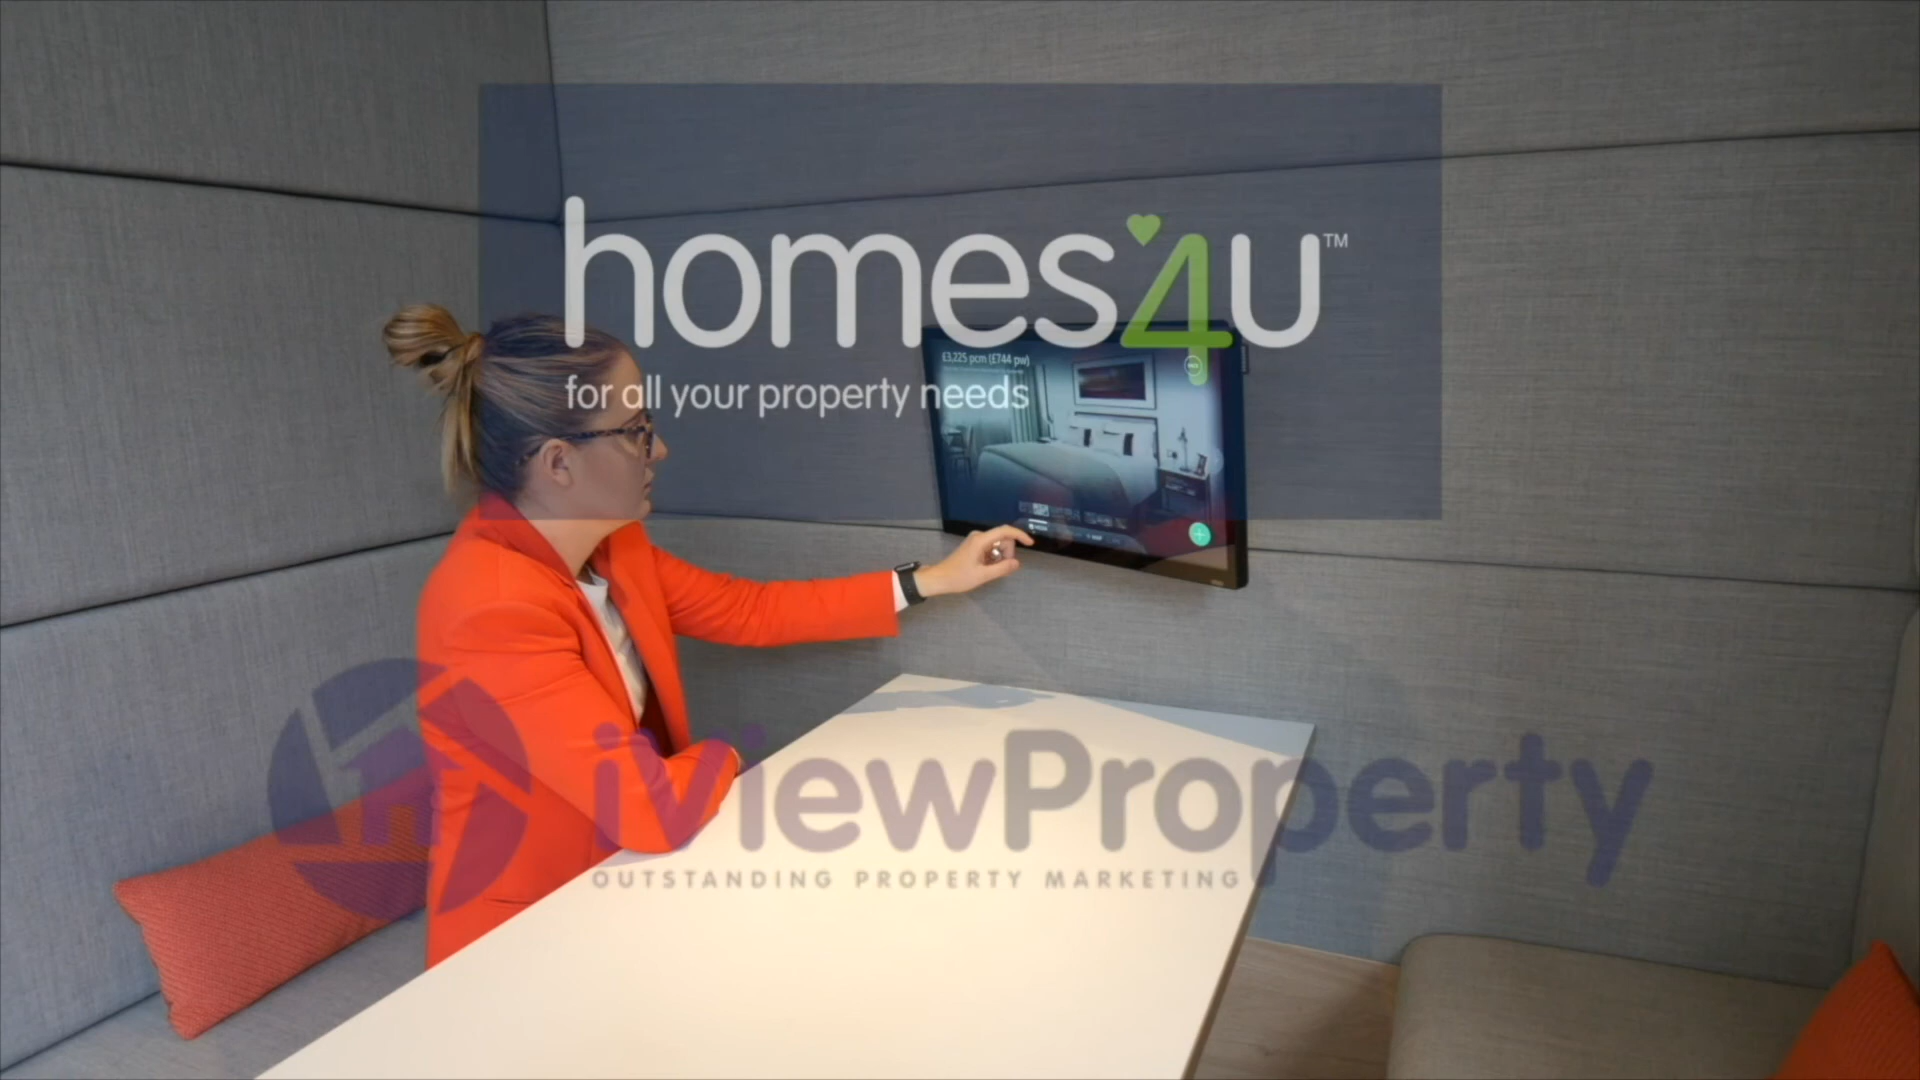 homes4u™
for all your property needs
£3,225 pcm (£744 pw)
iViewProperty
OUTSTANDING PROPERTY MARKETING